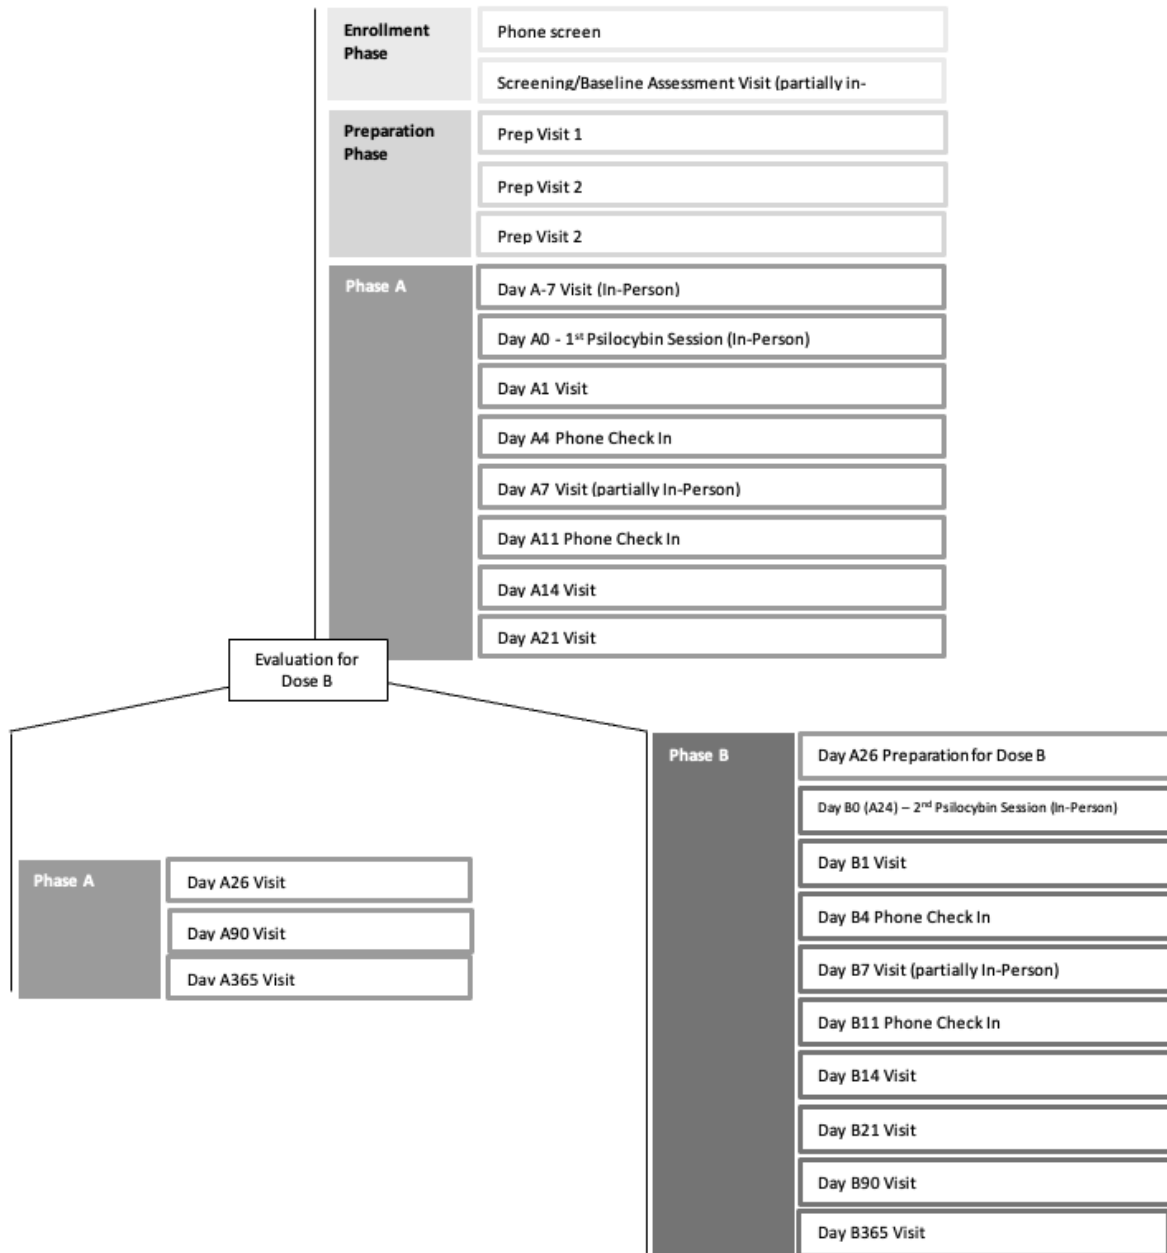 Enrollment
Phase
Phone screen
Screening/Baseline Assessment Visit (partially in-
Preparation
Phase
Prep Visit 1
Prep Visit 2
Prep Visit 2
Phase A
Day A-7 Visit (In-Person)
Day A0 - 1st Psilocybin Session (In-Person)
Day A1 Visit
Day A4 Phone Check In
Day A7 Visit (partially In-Person)
Day A11 Phone Check In
Day A14 Visit
Day A21 Visit
Evaluation for
Dose B
Phase A
Day A26 Visit
Day A90 Visit
Day A365 Visit
Phase B
Day A26 Preparation for Dose B
Day B0 (A24) – 2nd Psilocybin Session (In-Person)
Day B1 Visit
Day B4 Phone Check In
Day B7 Visit (partially In-Person)
Day B11 Phone Check In
Day B14 Visit
Day B21 Visit
Day B90 Visit
Day B365 Visit